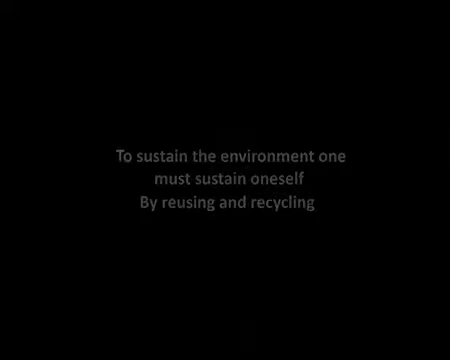 To sustain the environment one
must sustain oneself
By reusing and recycling